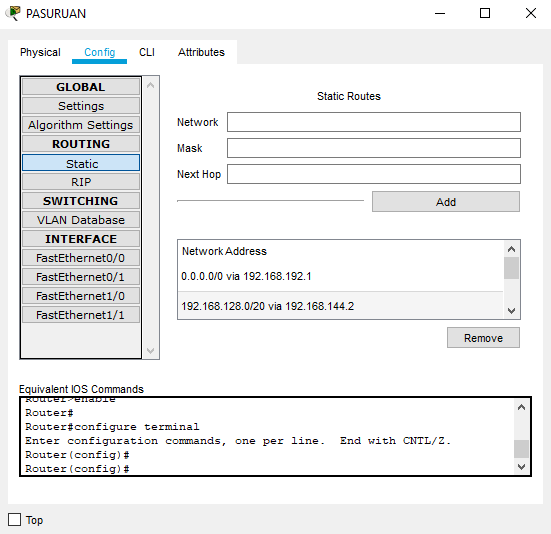 PASURUAN
Physical Config CLI Attributes
GLOBAL
Settings
Algorithm Settings
ROUTING
Static
RIP
SWITCHING
VLAN Database
INTERFACE
FastEthernet0/0
FastEthernet0/1
FastEthernet1/0
FastEthernet1/1
Static Routes
Network
Mask
Next Hop
Add
Network Address
0.0.0.0/0 via 192.168.192.1
192.168.128.0/20 via 192.168.144.2
Remove
Equivalent IOS Commands
Router>enable
Router#
Router#configure terminal
Enter configuration commands, one per line. End with CNTL/Z.
Router(config)#
Router(config)#
Top